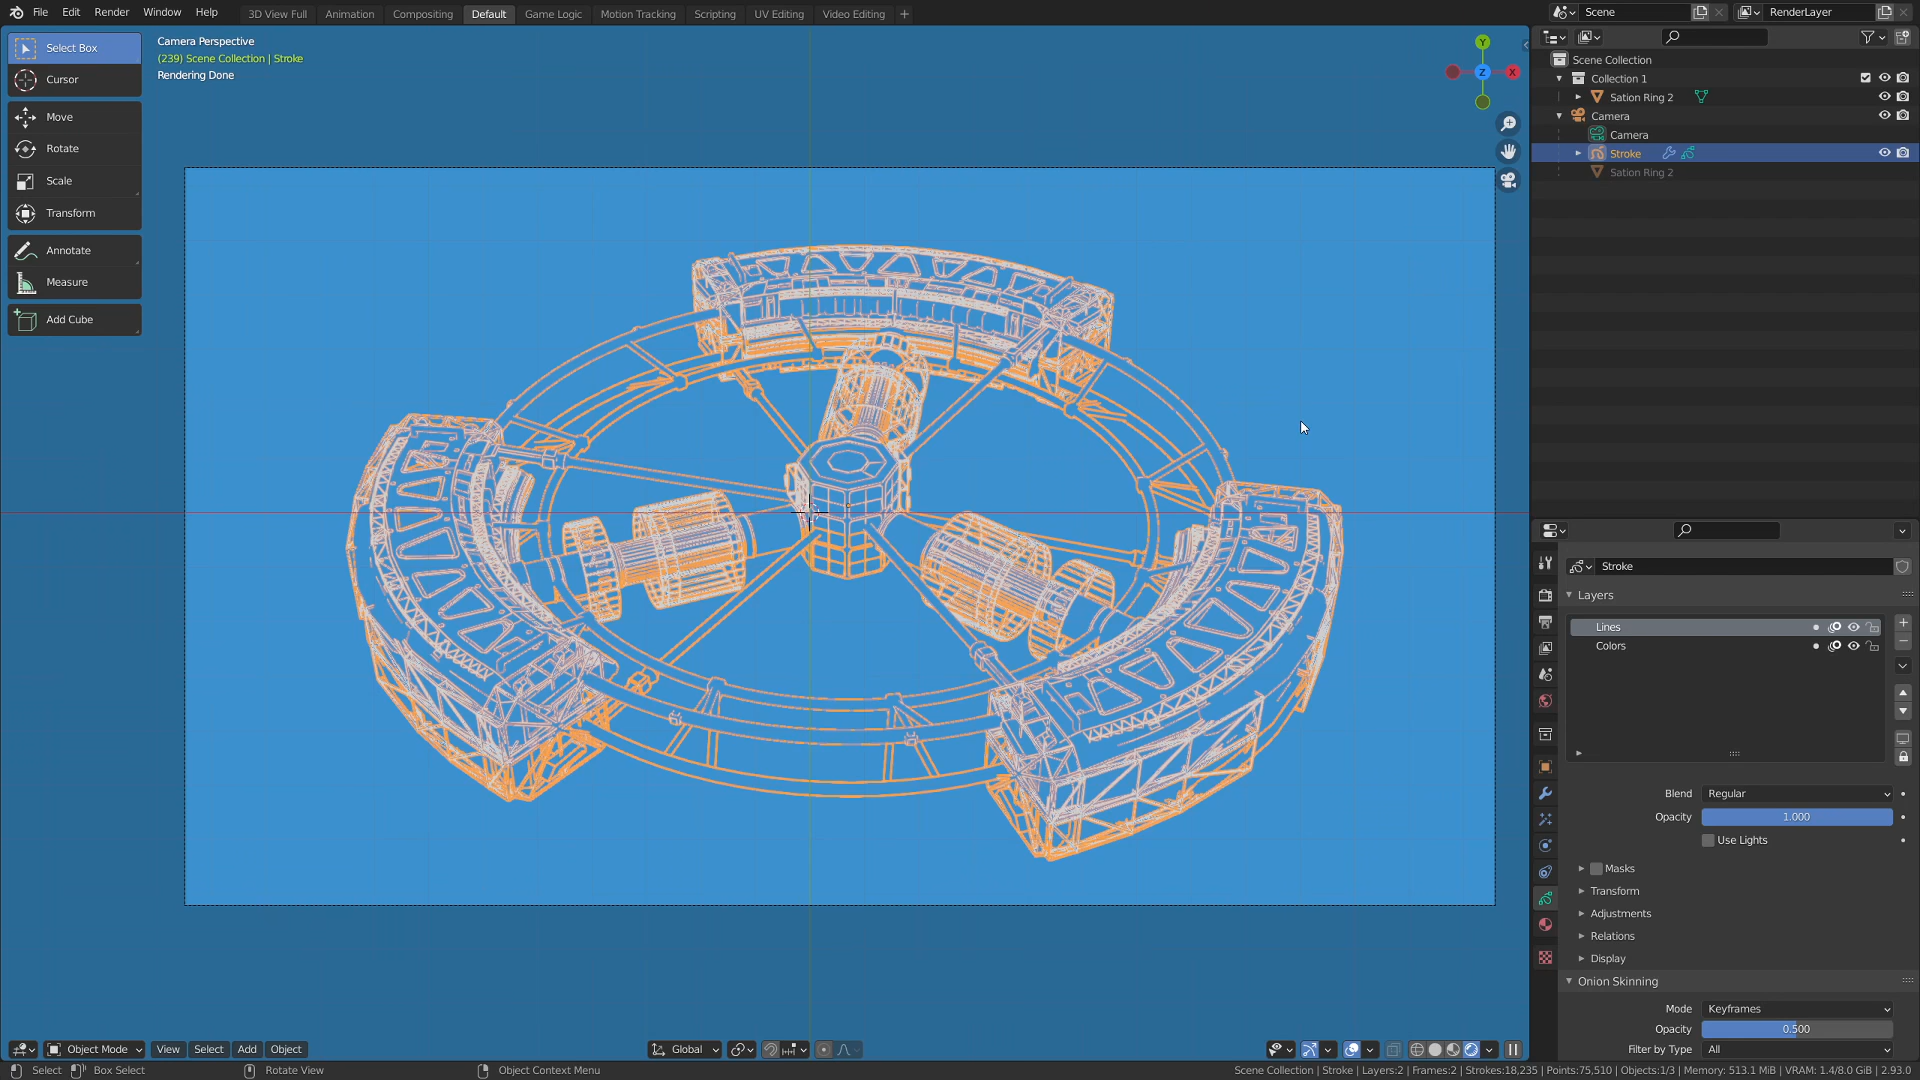 File Edit Render Window Help
3D View Full Animation Compositing Default Game Logic Motion Tracking Scripting UV Editing Video Editing +
Scene
RenderLayer
Select Box
Cursor
Move
Rotate
Scale
Transform
Annotate
Measure
Add Cube
Camera Perspective
(239) Scene Collection | Stroke
Rendering Done
Y
Z
X
Scene Collection
Collection 1
Sation Ring 2
Camera
Camera
Stroke
Sation Ring 2
Stroke
Layers
Lines
Colors
Blend Regular
Opacity 1.000
Use Lights
Masks
Transform
Adjustments
Relations
Display
Onion Skinning
Mode Keyframes
Opacity 0.500
Filter by Type All
Object Mode View Select Add Object
Global
Select Box Select Rotate View Object Context Menu
Scene Collection | Stroke | Layers:2 | Frames:2 | Strokes:18,235 | Points:75,510 | Objects:1/3 | Memory: 513.1 MiB | VRAM: 1.4/8.0 GiB | 2.93.0